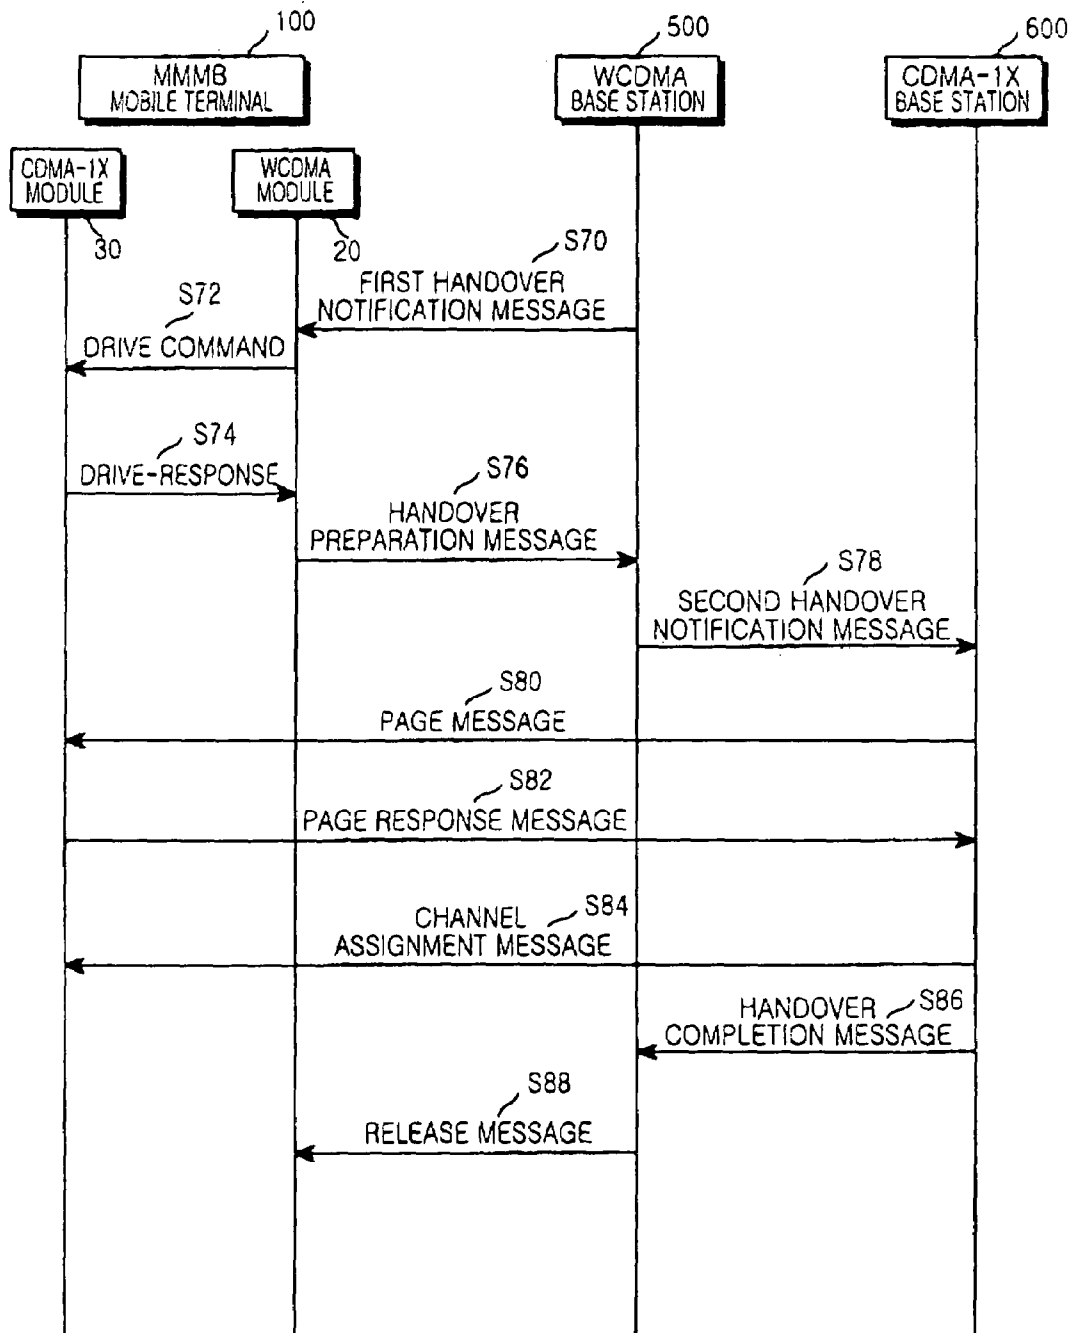 100
500
600
MMMB
MOBILE TERMINAL
WCDMA
BASE STATION
CDMA-1X
BASE STATION
CDMA-1X
MODULE
WCDMA
MODULE
30
20
S70
FIRST HANDOVER
NOTIFICATION MESSAGE
S72
DRIVE COMMAND
S74
DRIVE-RESPONSE
S76
HANDOVER
PREPARATION MESSAGE
S78
SECOND HANDOVER
NOTIFICATION MESSAGE
S80
PAGE MESSAGE
S82
PAGE RESPONSE MESSAGE
S84
CHANNEL
ASSIGNMENT MESSAGE
S86
HANDOVER
COMPLETION MESSAGE
S88
RELEASE MESSAGE